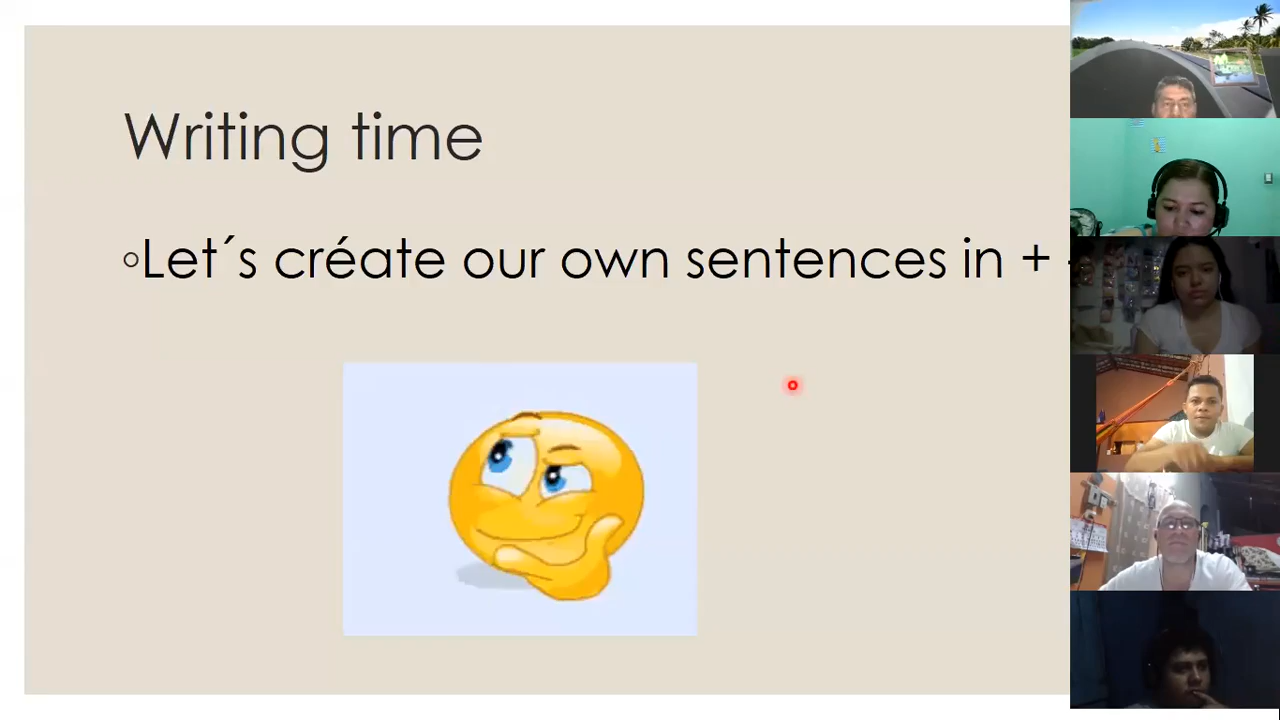 Writing time
◦Let´s créate our own sentences in + -